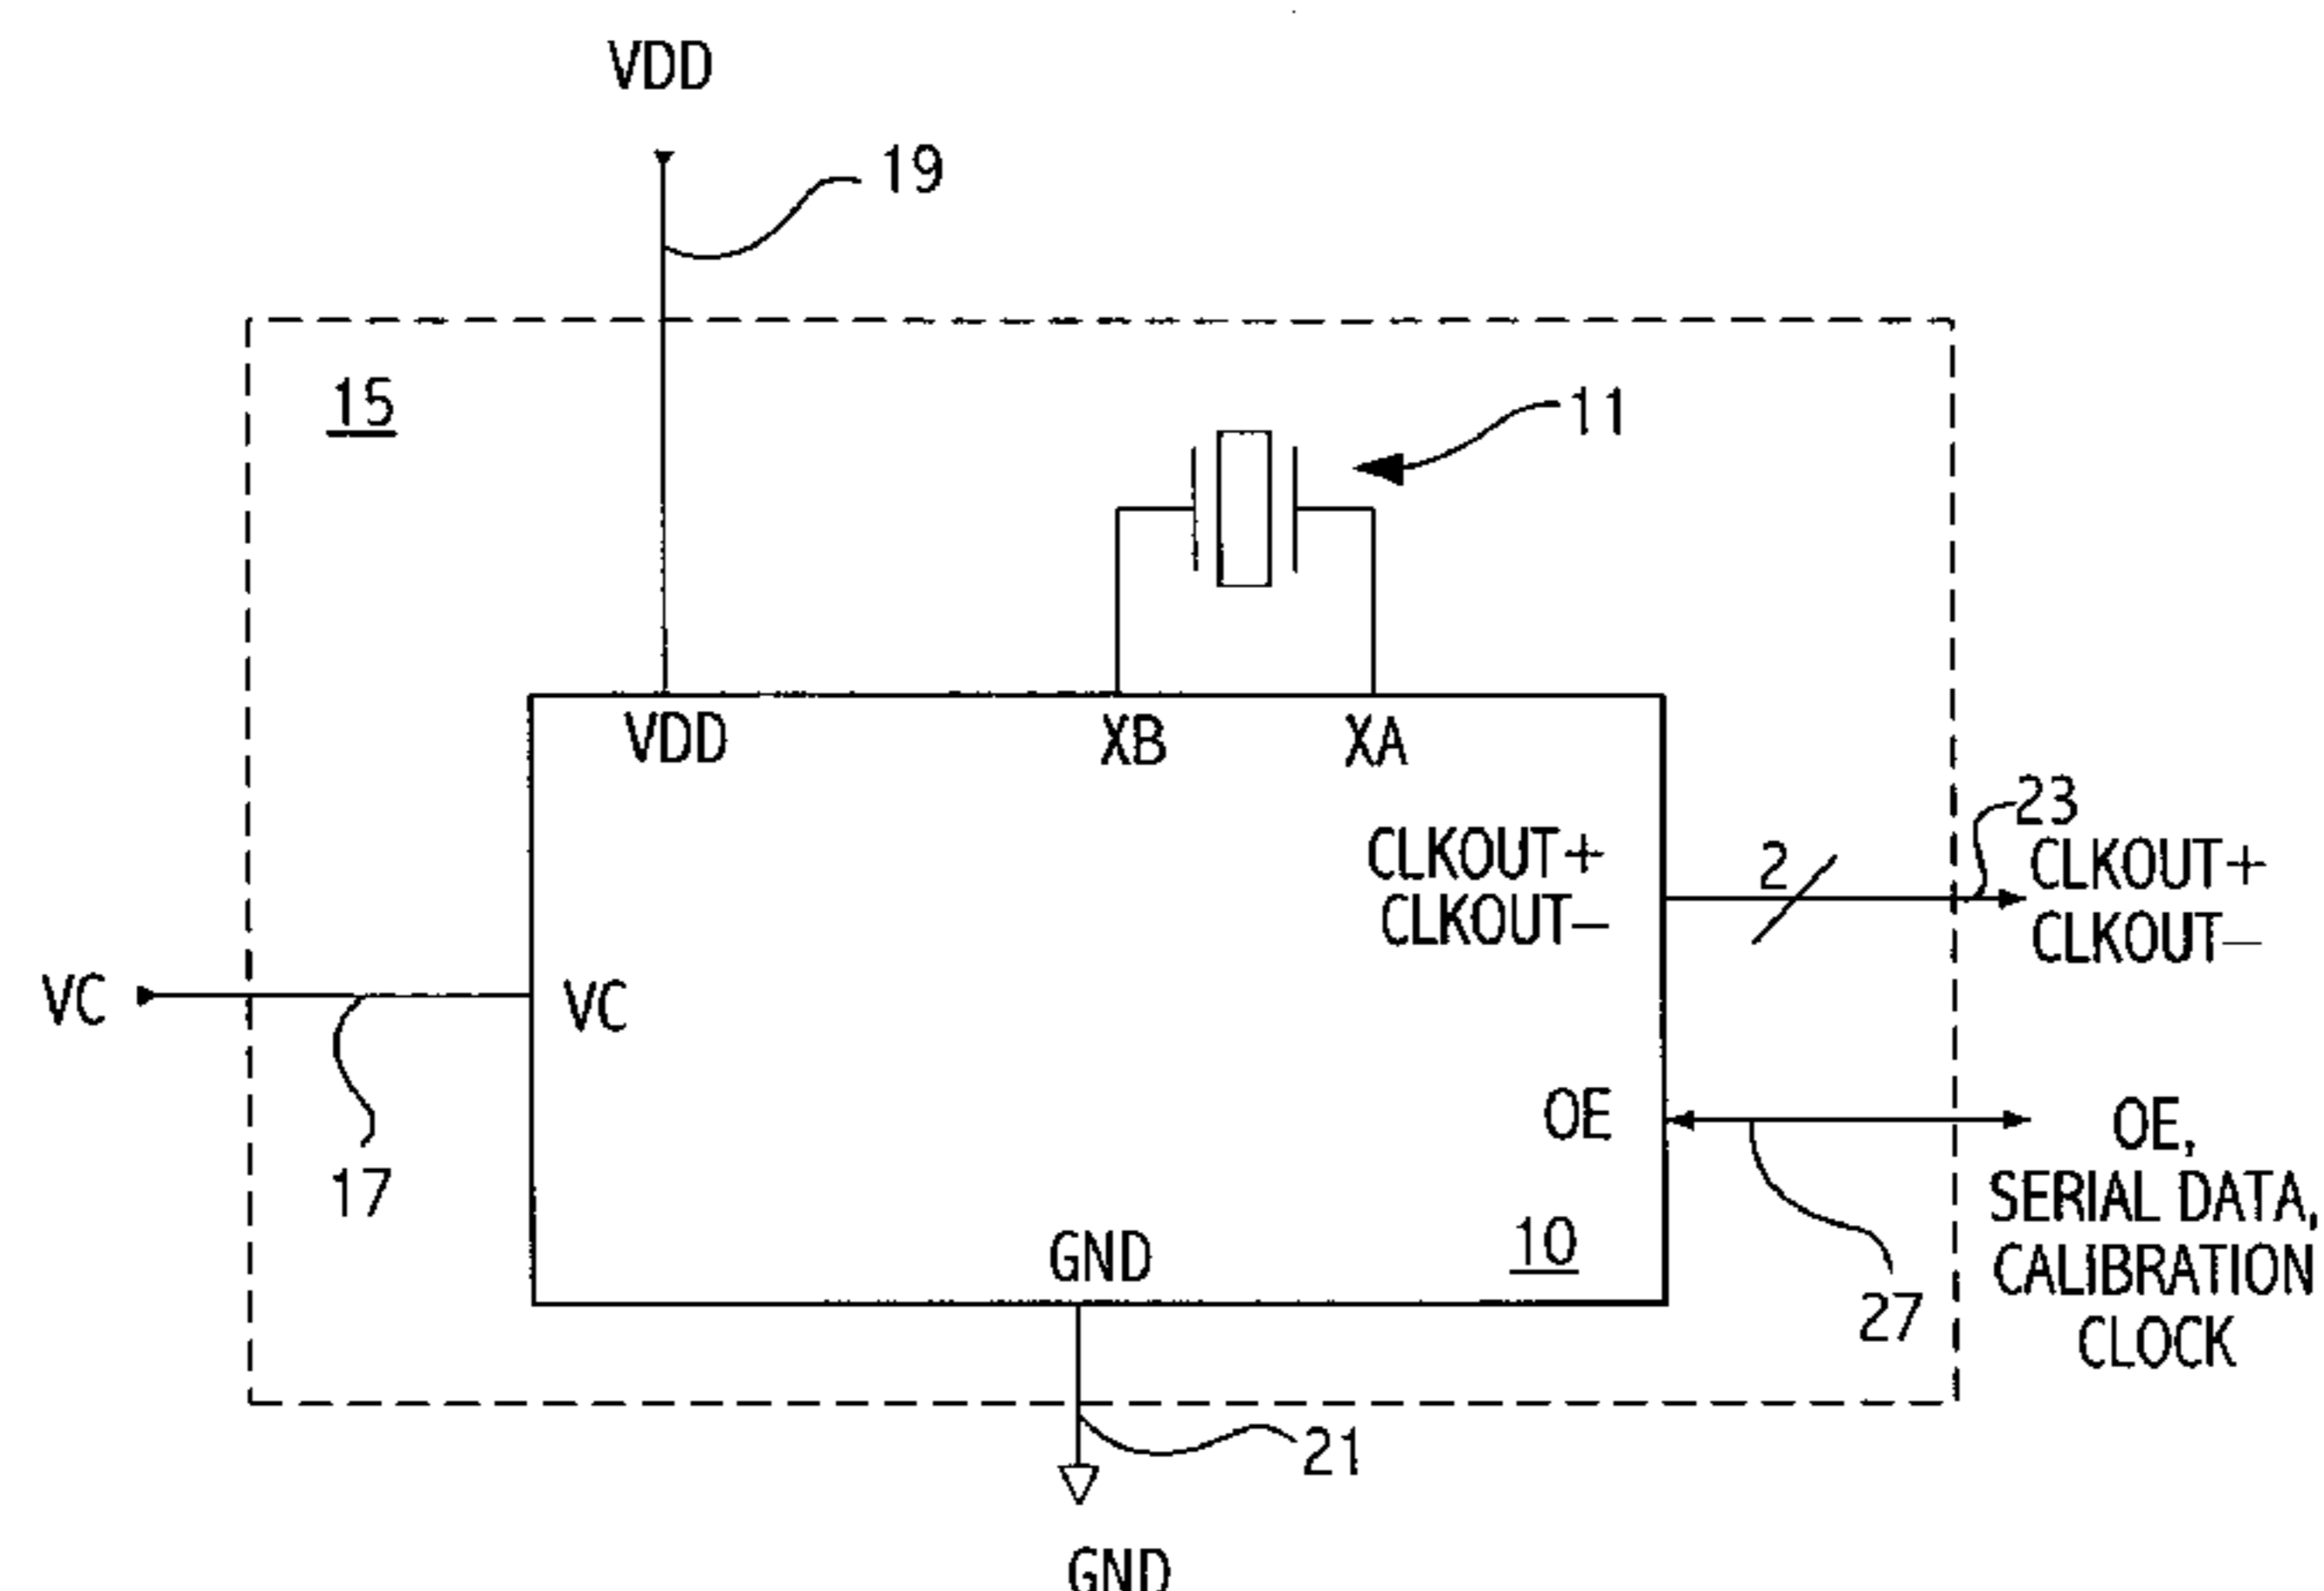 VDD
19
15
11
VDD
XB
XA
CLKOUT+
CLKOUT−
2
23
CLKOUT+
CLKOUT−
VC
VC
17
OE
OE,
SERIAL DATA,
CALIBRATION
CLOCK
27
10
GND
21
GND